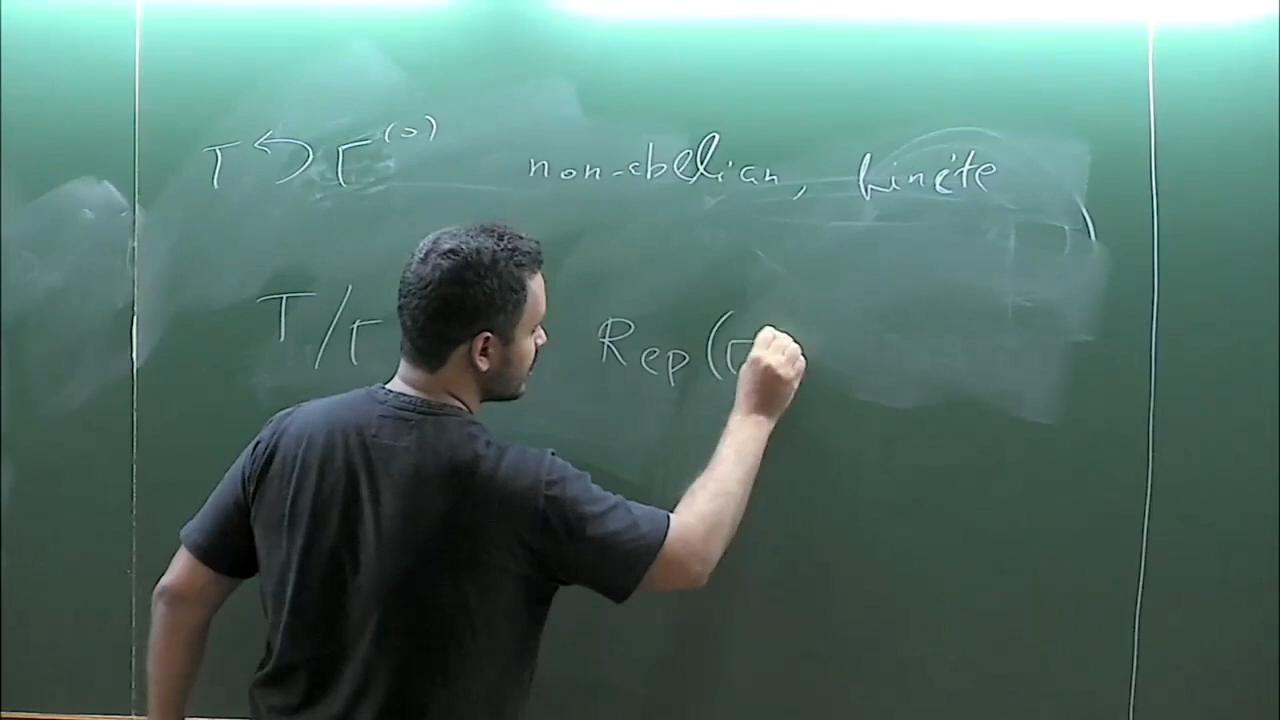 T ↩ Γ⁽⁰⁾ non-abelian, finite
T/Γ Rep(Γ